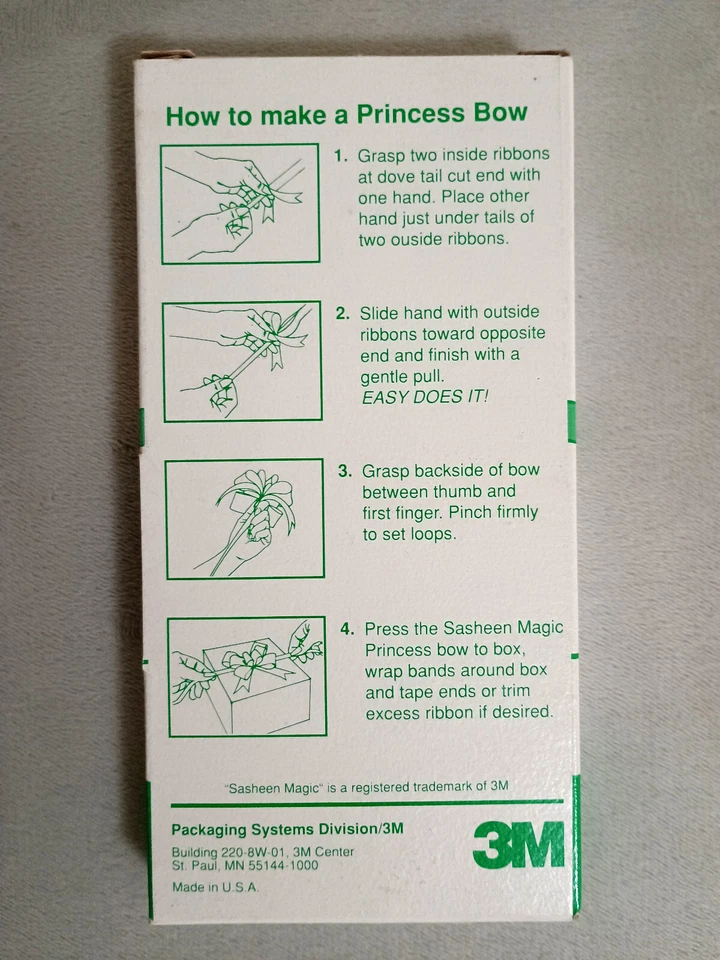 How to make a Princess Bow
1. Grasp two inside ribbons
at dove tail cut end with
one hand. Place other
hand just under tails of
two ouside ribbons.
2. Slide hand with outside
ribbons toward opposite
end and finish with a
gentle pull.
EASY DOES IT!
3. Grasp backside of bow
between thumb and
first finger. Pinch firmly
to set loops.
4. Press the Sasheen Magic
Princess bow to box,
wrap bands around box
and tape ends or trim
excess ribbon if desired.
"Sasheen Magic" is a registered trademark of 3M
Packaging Systems Division/3M
Building 220-8W-01, 3M Center
St. Paul, MN 55144-1000
Made in U.S.A.
3M